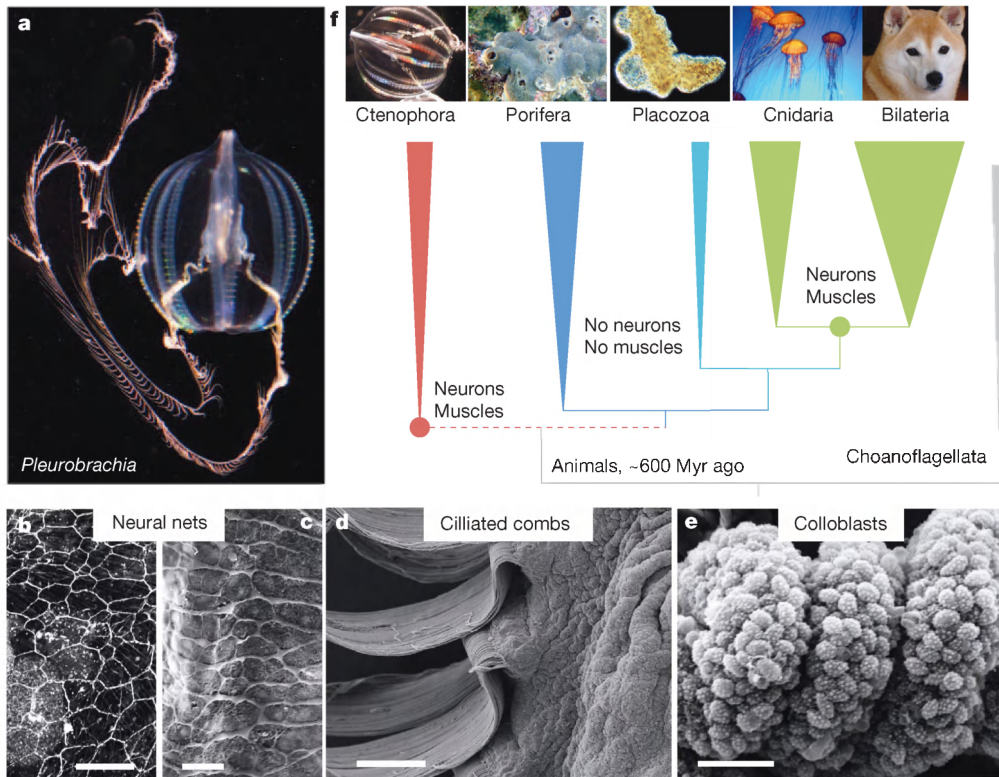 a
Pleurobrachia
f
Ctenophora
Porifera
Placozoa
Cnidaria
Bilateria
Neurons
Muscles
No neurons
No muscles
Neurons
Muscles
Animals, ~600 Myr ago
Choanoflagellata
b
Neural nets
c
d
Cilliated combs
e
Colloblasts